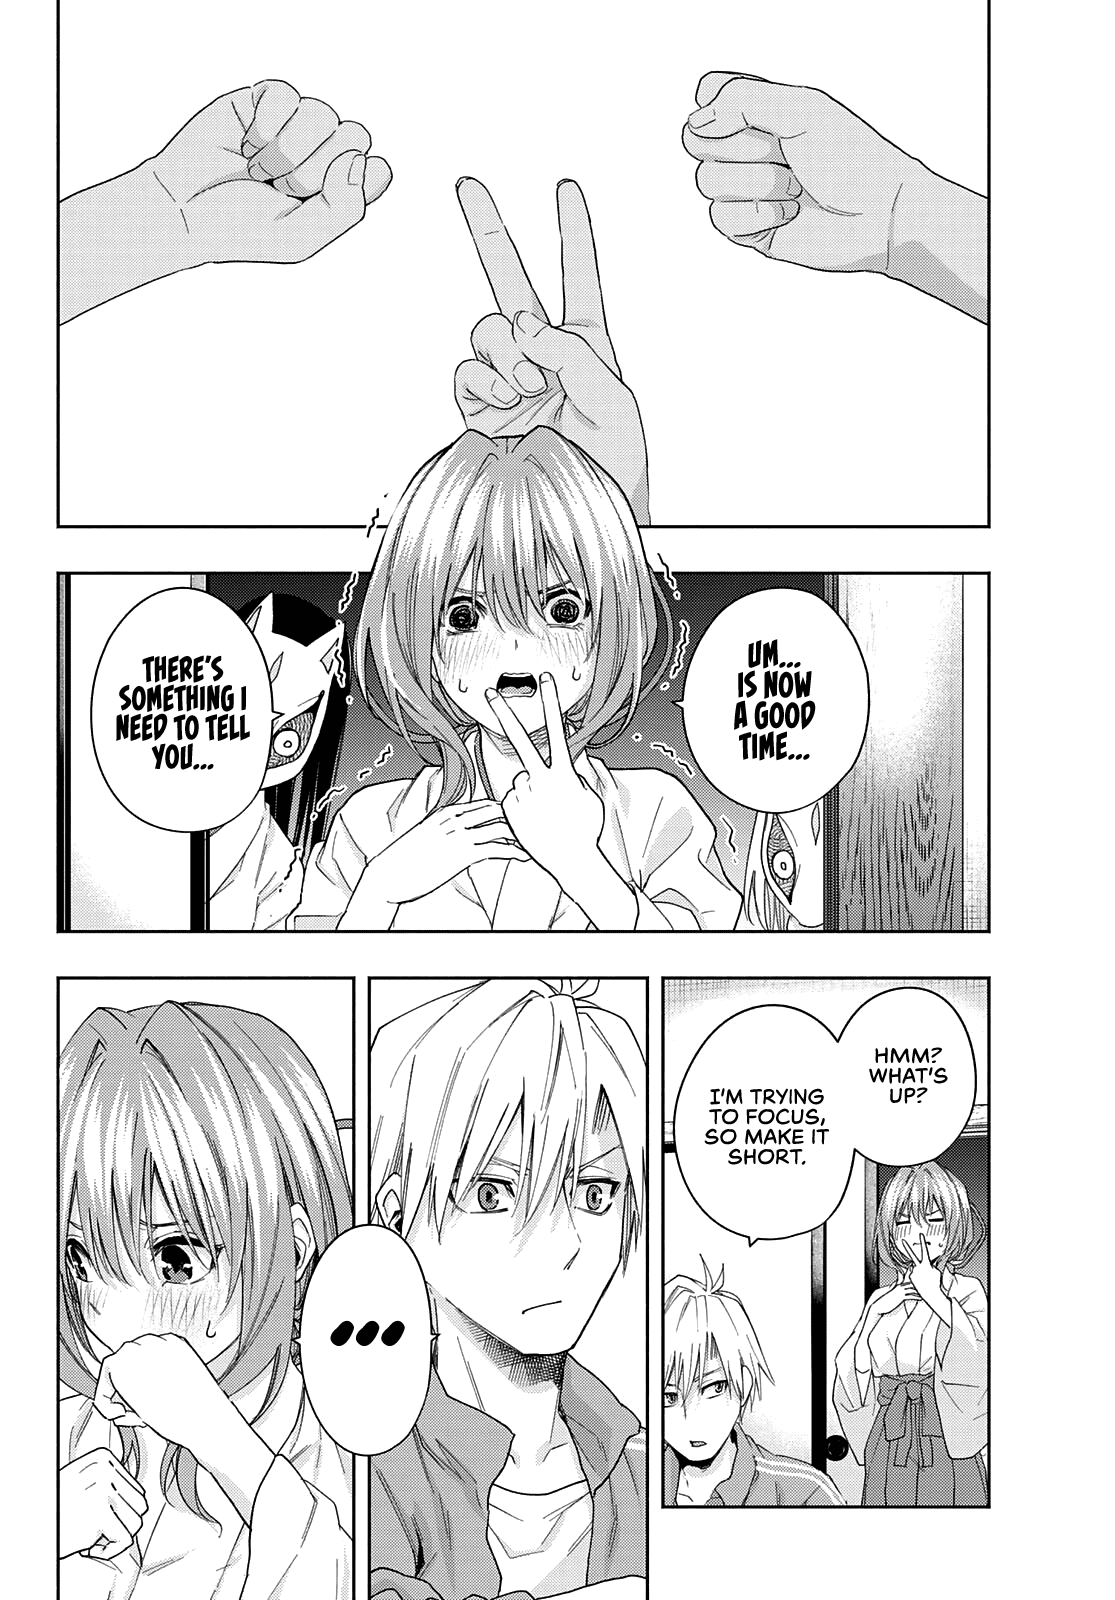 UM...
IS NOW
A GOOD
TIME...
THERE'S
SOMETHING I
NEED TO TELL
YOU...
HMM?
WHAT'S
UP?
I'M TRYING
TO FOCUS,
SO MAKE IT
SHORT.
...